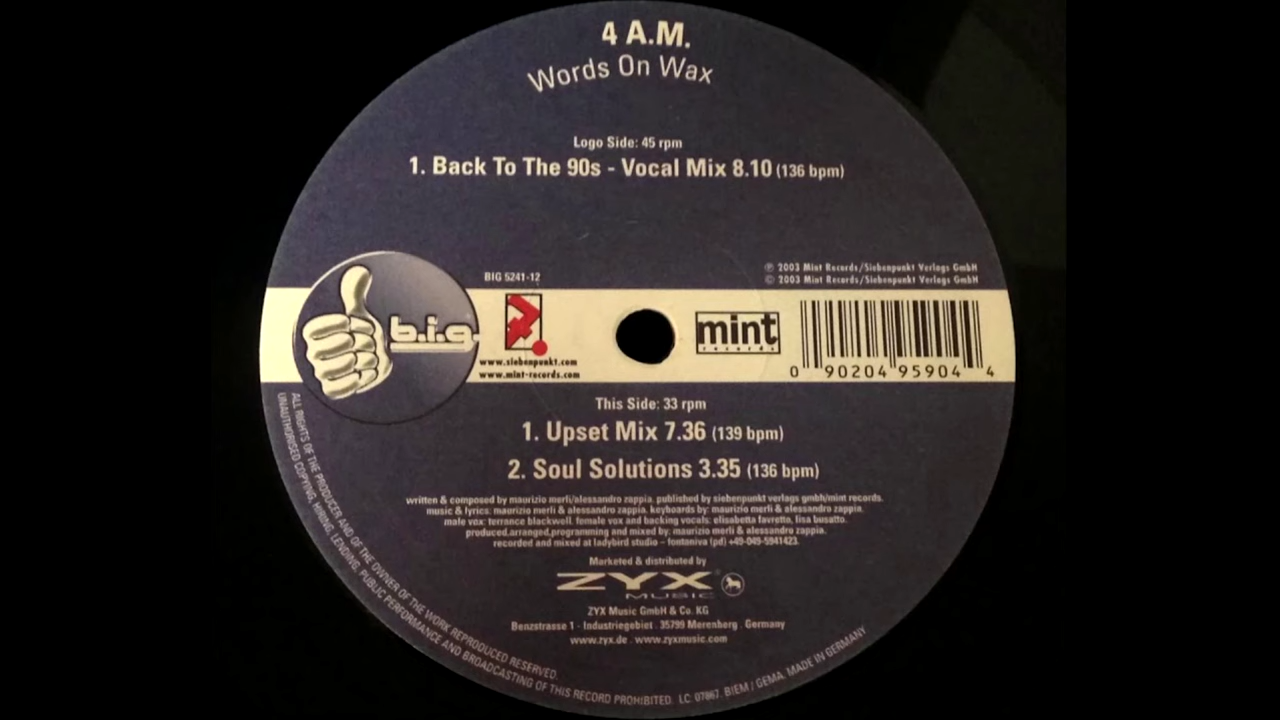 4 A.M.
Words On Wax
Logo Side: 45 rpm
1. Back To The 90s - Vocal Mix 8.10 (136 bpm)
BIG 5241-12
℗ 2003 Mint Records/Siebenpunkt Verlags GmbH
© 2003 Mint Records/Siebenpunkt Verlags GmbH
b.i.g.
mint
records
www.siebenpunkt.com
www.mint-records.com
0 90204 95904 4
This Side: 33 rpm
1. Upset Mix 7.36 (139 bpm)
2. Soul Solutions 3.35 (136 bpm)
written & composed by maurizio merli/alessandro zappia. published by siebenpunkt verlags gmbh/mint records.
music & lyrics: maurizio merli & alessandro zappia. keyboards by: maurizio merli & alessandro zappia.
male vox: terrance blackwell. female vox and backing vocals: elisabetta favretto, lisa busatto.
produced,arranged,programming and mixed by: maurizio merli & alessandro zappia.
recorded and mixed at ladybird studio – fontaniva (pd) +49-049-5941423.
Marketed & distributed by
ZYX
MUSIC
ZYX Music GmbH & Co. KG
Benzstrasse 1 · Industriegebiet . 35799 Merenberg . Germany
www.zyx.de . www.zyxmusic.com
ALL RIGHTS OF THE PRODUCER AND OF THE OWNER OF THE WORK REPRODUCED RESERVED.
UNAUTHORISED COPYING, HIRING, LENDING, PUBLIC PERFORMANCE AND BROADCASTING OF THIS RECORD PROHIBITED. LC 07867. BIEM / GEMA. MADE IN GERMANY